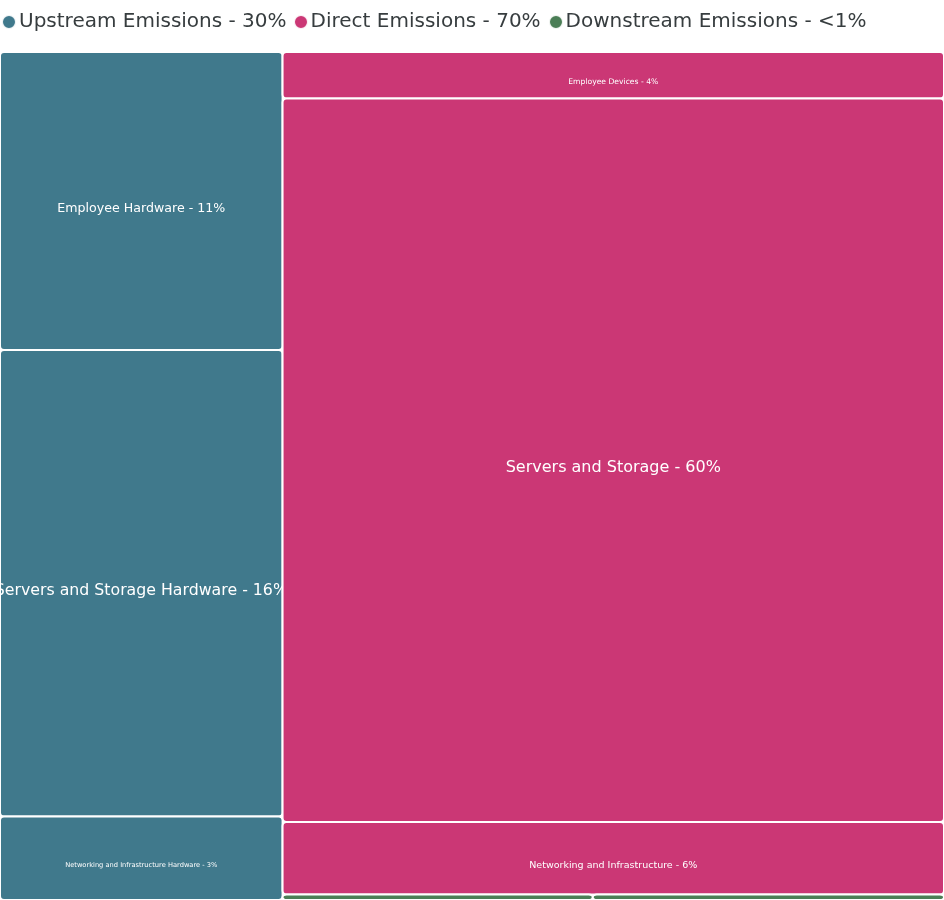 Upstream Emissions - 30% Direct Emissions - 70% Downstream Emissions - <1%
Employee Devices - 4%
Employee Hardware - 11%
Servers and Storage - 60%
Servers and Storage Hardware - 16%
Networking and Infrastructure Hardware - 3%
Networking and Infrastructure - 6%